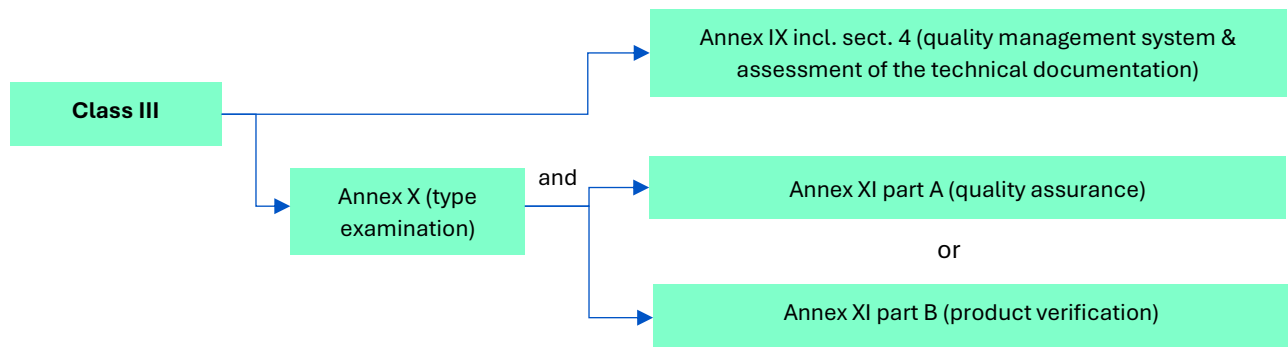 Annex IX incl. sect. 4 (quality management system &
assessment of the technical documentation)
Class III
Annex X (type
examination)
and
Annex XI part A (quality assurance)
or
Annex XI part B (product verification)